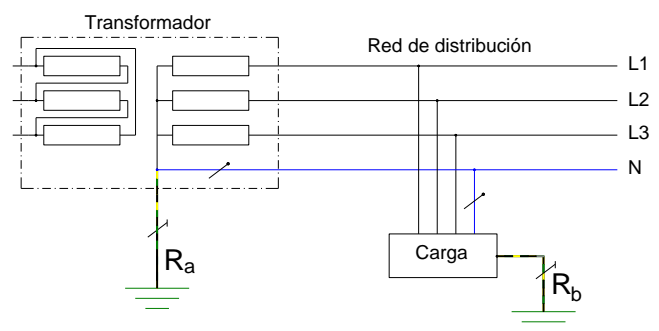 Transformador
Red de distribución
L1
L2
L3
N
Carga
Ra
Rb